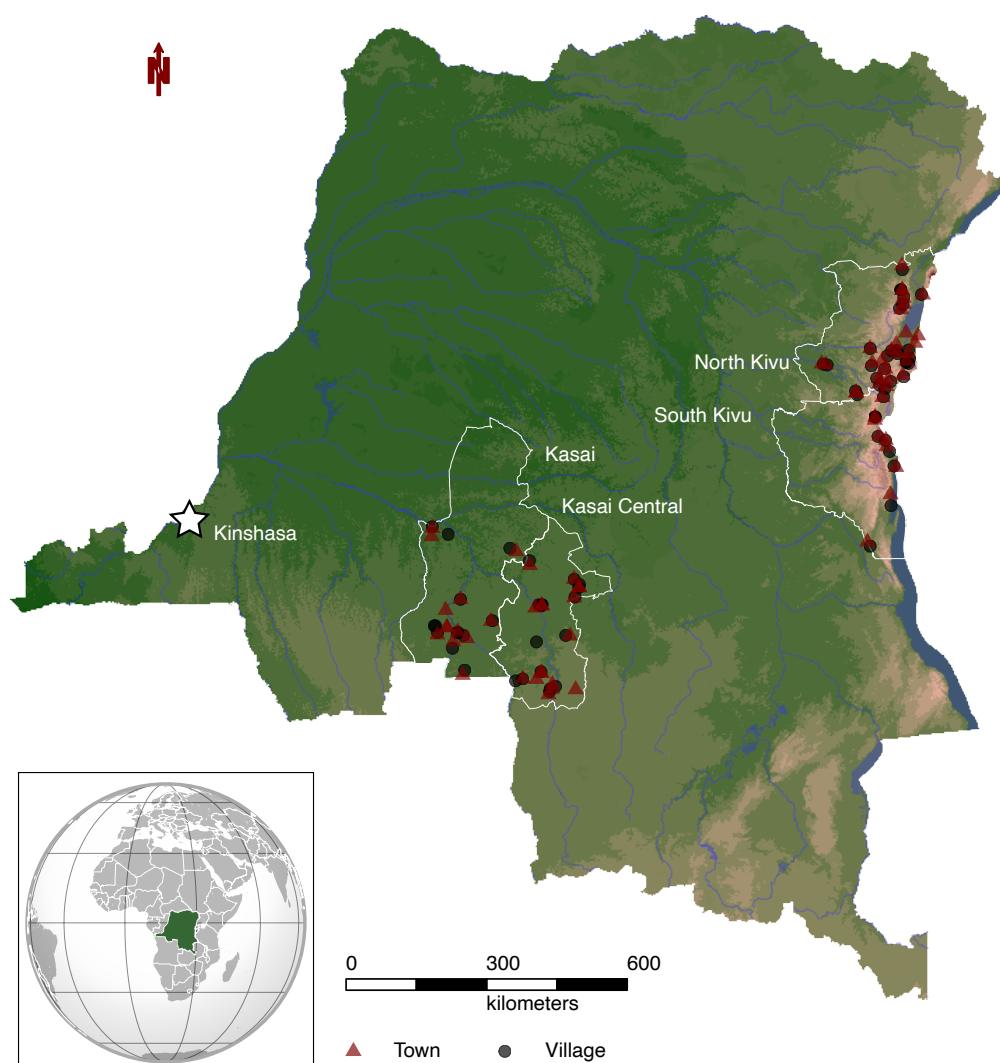 N
North Kivu
South Kivu
Kasai
Kasai Central
Kinshasa
0 300 600
kilometers
Town Village